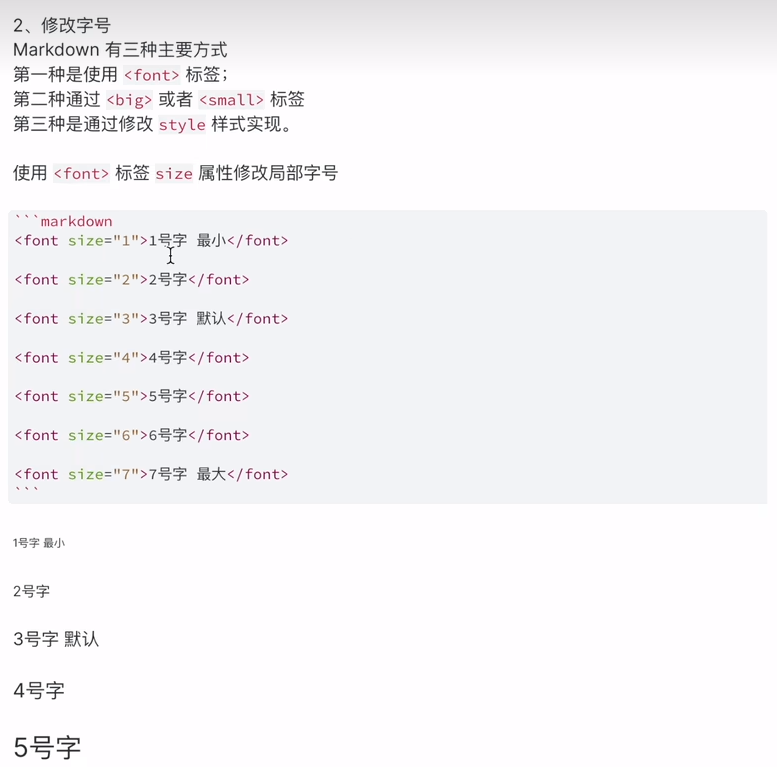 2、修改字号
Markdown 有三种主要方式
第一种是使用 <font> 标签；
第二种通过 <big> 或者 <small> 标签
第三种是通过修改 style 样式实现。
使用 <font> 标签 size 属性修改局部字号
```markdown
<font size="1">1号字 最小</font>
<font size="2">2号字</font>
<font size="3">3号字 默认</font>
<font size="4">4号字</font>
<font size="5">5号字</font>
<font size="6">6号字</font>
<font size="7">7号字 最大</font>
```
1号字 最小
2号字
3号字 默认
4号字
5号字